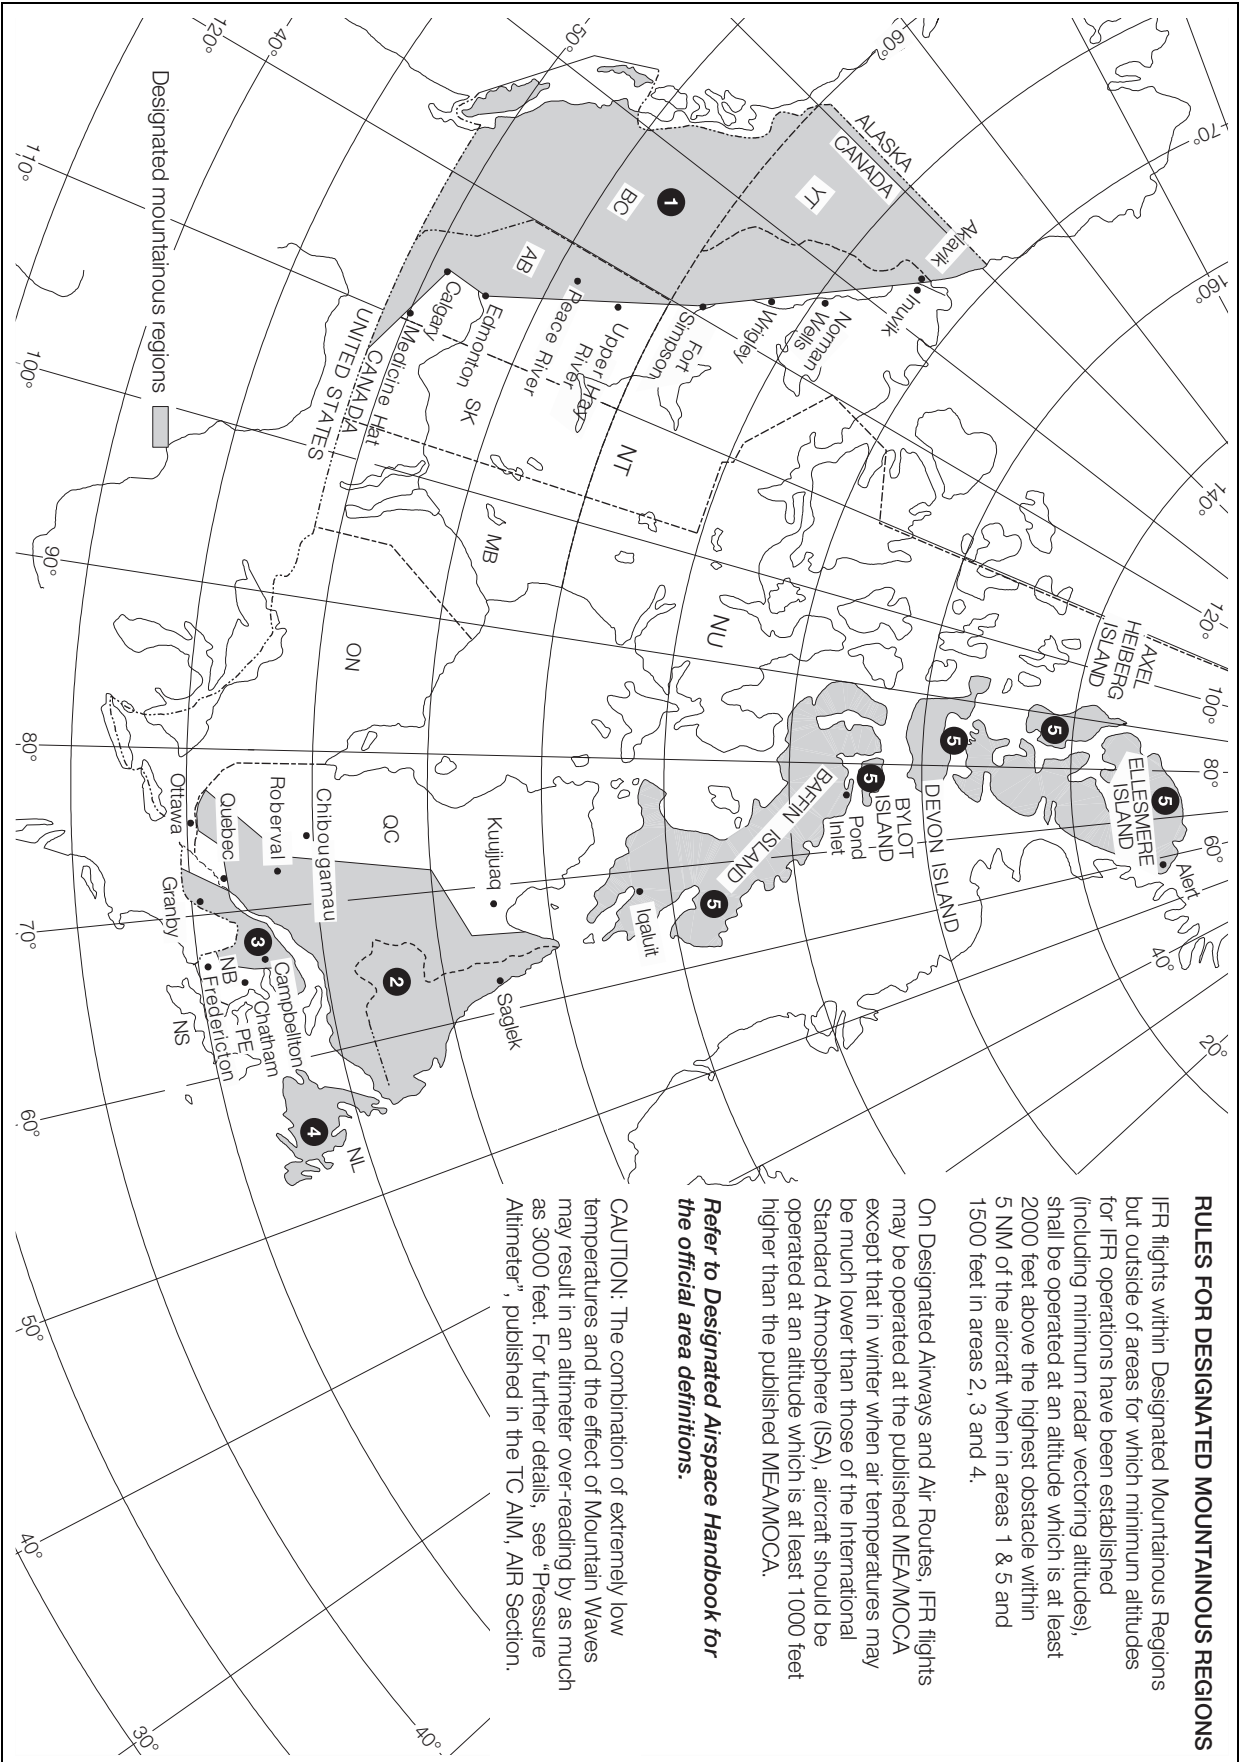 RULES FOR DESIGNATED MOUNTAINOUS REGIONS
IFR flights within Designated Mountainous Regions
but outside of areas for which minimum altitudes
for IFR operations have been established
(including minimum radar vectoring altitudes),
shall be operated at an altitude which is at least
2000 feet above the highest obstacle within
5 NM of the aircraft when in areas 1 & 5 and
1500 feet in areas 2, 3 and 4.
On Designated Airways and Air Routes, IFR flights
may be operated at the published MEA/MOCA
except that in winter when air temperatures may
be much lower than those of the International
Standard Atmosphere (ISA), aircraft should be
operated at an altitude which is at least 1000 feet
higher than the published MEA/MOCA.
Refer to Designated Airspace Handbook for
the official area definitions.
CAUTION: The combination of extremely low
temperatures and the effect of Mountain Waves
may result in an altimeter over-reading by as much
as 3000 feet. For further details, see "Pressure
Altimeter", published in the TC AIM, AIR Section.
70°
160°
140°
120°
100°
80°
60°
40°
20°
60°
50°
40°
120°
110°
100°
90°
80°
70°
60°
50°
40°
30°
40°
ALASKA
CANADA
YT
Aklavik
Inuvik
Norman
Wells
Wrigley
Fort
Simpson
1
BC
AB
Upper Hay
River
Peace River
Edmonton
Calgary
Medicine Hat
CANADA
UNITED STATES
SK
NT
MB
NU
ON
AXEL
HEIBERG
ISLAND
5
ELLESMERE
ISLAND
5
Alert
5
DEVON ISLAND
5
BYLOT
ISLAND
Pond
Inlet
BAFFIN ISLAND
5
Iqaluit
Kuujjuaq
QC
Chibougamau
Roberval
Quebec
Ottawa
Granby
2
Saglek
3
Campbellton
Chatham
NB
PE
Fredericton
NS
4
NL
Designated mountainous regions